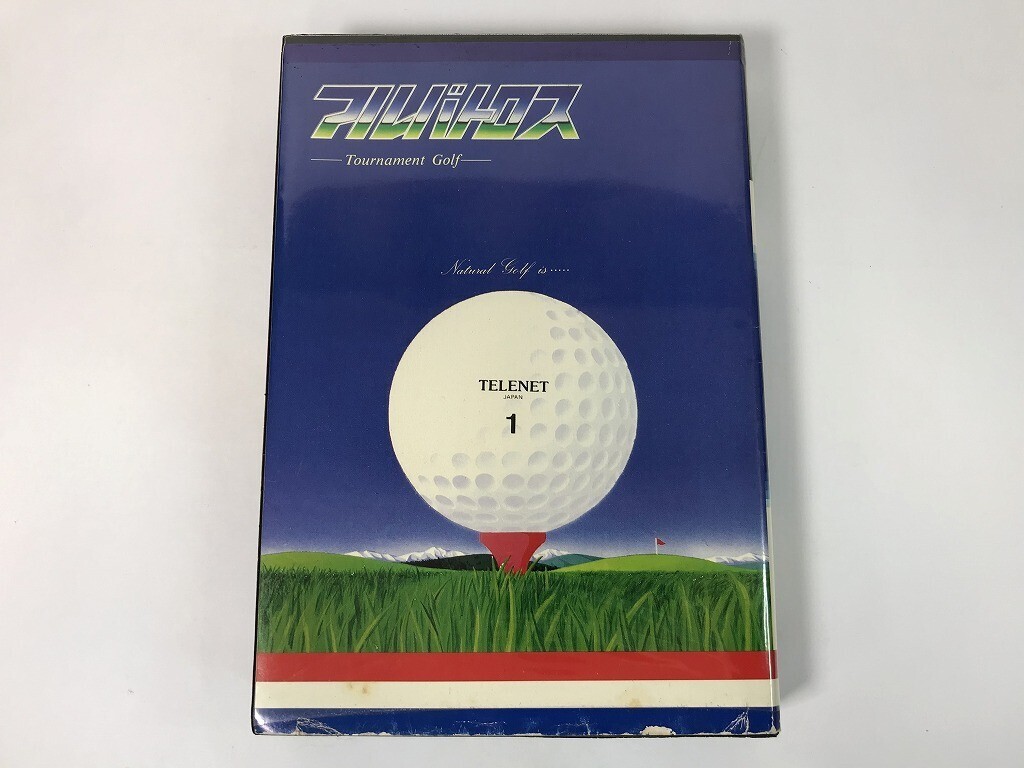 アルバトロス
Tournament Golf
Natural Golf is·····
TELENET
JAPAN
1